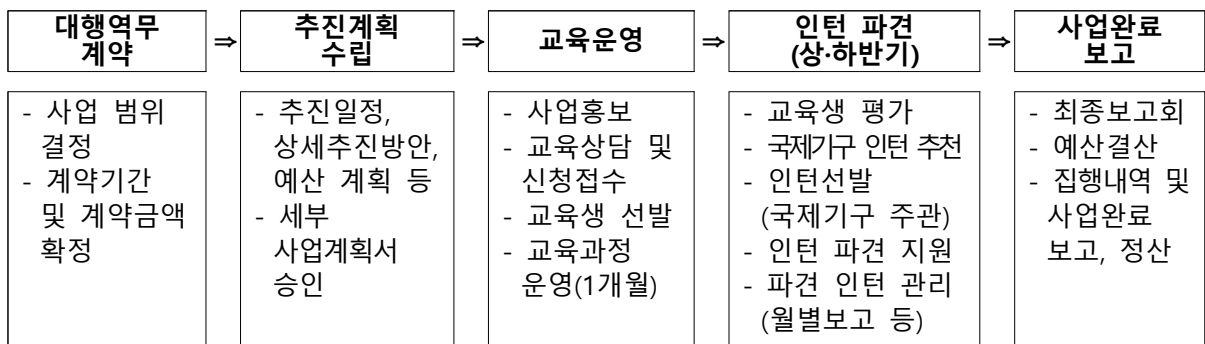 대행역무
계약
⇒
추진계획
수립
⇒
교육운영
⇒
인턴 파견
(상·하반기)
⇒
사업완료
보고
- 사업 범위
결정
- 계약기간
및 계약금액
확정
- 추진일정,
상세추진방안,
예산 계획 등
- 세부
사업계획서
승인
- 사업홍보
- 교육상담 및
신청접수
- 교육생 선발
- 교육과정
운영(1개월)
- 교육생 평가
- 국제기구 인턴 추천
- 인턴선발
(국제기구 주관)
- 인턴 파견 지원
- 파견 인턴 관리
(월별보고 등)
- 최종보고회
- 예산결산
- 집행내역 및
사업완료
보고, 정산